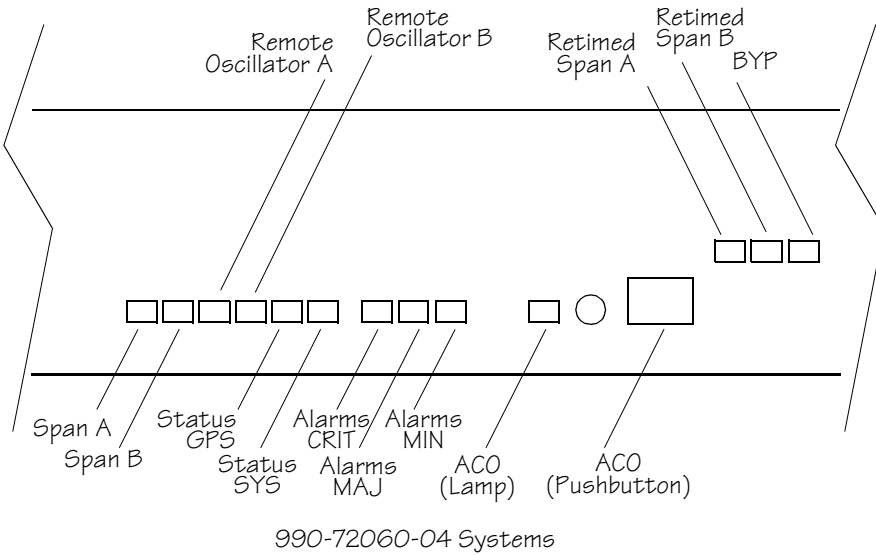 Remote
Oscillator A
Remote
Oscillator B
Retimed
Span A
Retimed
Span B
BYP
Span A
Span B
Status
GPS
Status
SYS
Alarms
CRIT
Alarms
MAJ
Alarms
MIN
ACO
(Lamp)
ACO
(Pushbutton)
990-72060-04 Systems